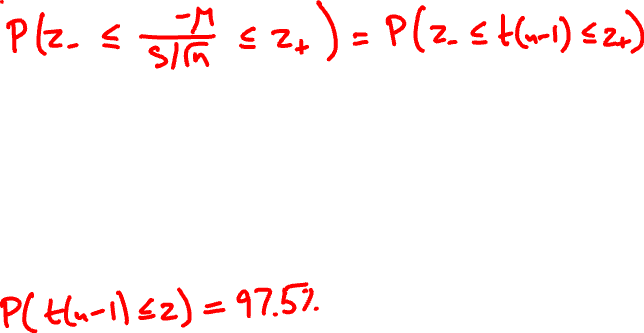 P(z₋ ≤ -μ / s/√n ≤ z₊) = P(z₋ ≤ t(n-1) ≤ z₊)
P(t(n-1) ≤ z) = 97.5%